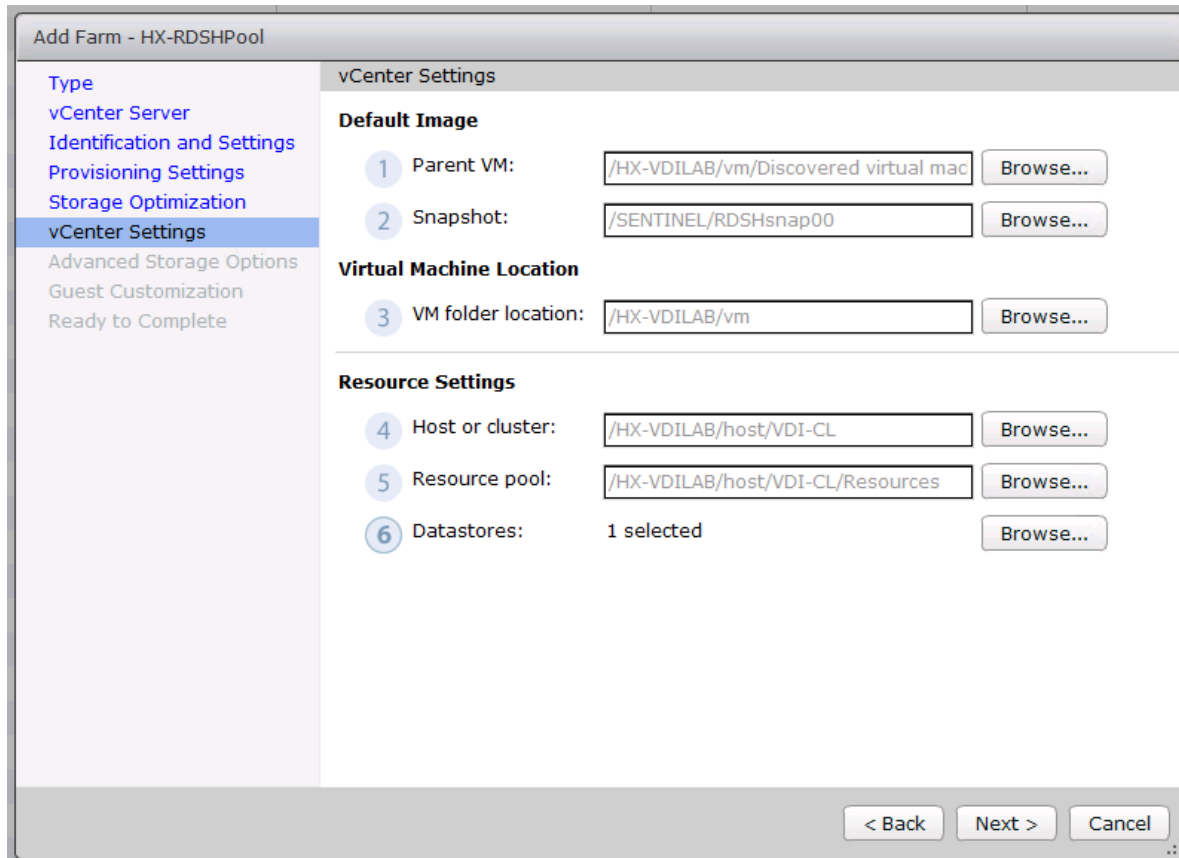 Add Farm - HX-RDSHPool
Type
vCenter Server
Identification and Settings
Provisioning Settings
Storage Optimization
vCenter Settings
Advanced Storage Options
Guest Customization
Ready to Complete
vCenter Settings
Default Image
1 Parent VM: /HX-VDILAB/vm/Discovered virtual mac Browse...
2 Snapshot: /SENTINEL/RDSHsnap00 Browse...
Virtual Machine Location
3 VM folder location: /HX-VDILAB/vm Browse...
Resource Settings
4 Host or cluster: /HX-VDILAB/host/VDI-CL Browse...
5 Resource pool: /HX-VDILAB/host/VDI-CL/Resources Browse...
6 Datastores: 1 selected Browse...
< Back Next > Cancel